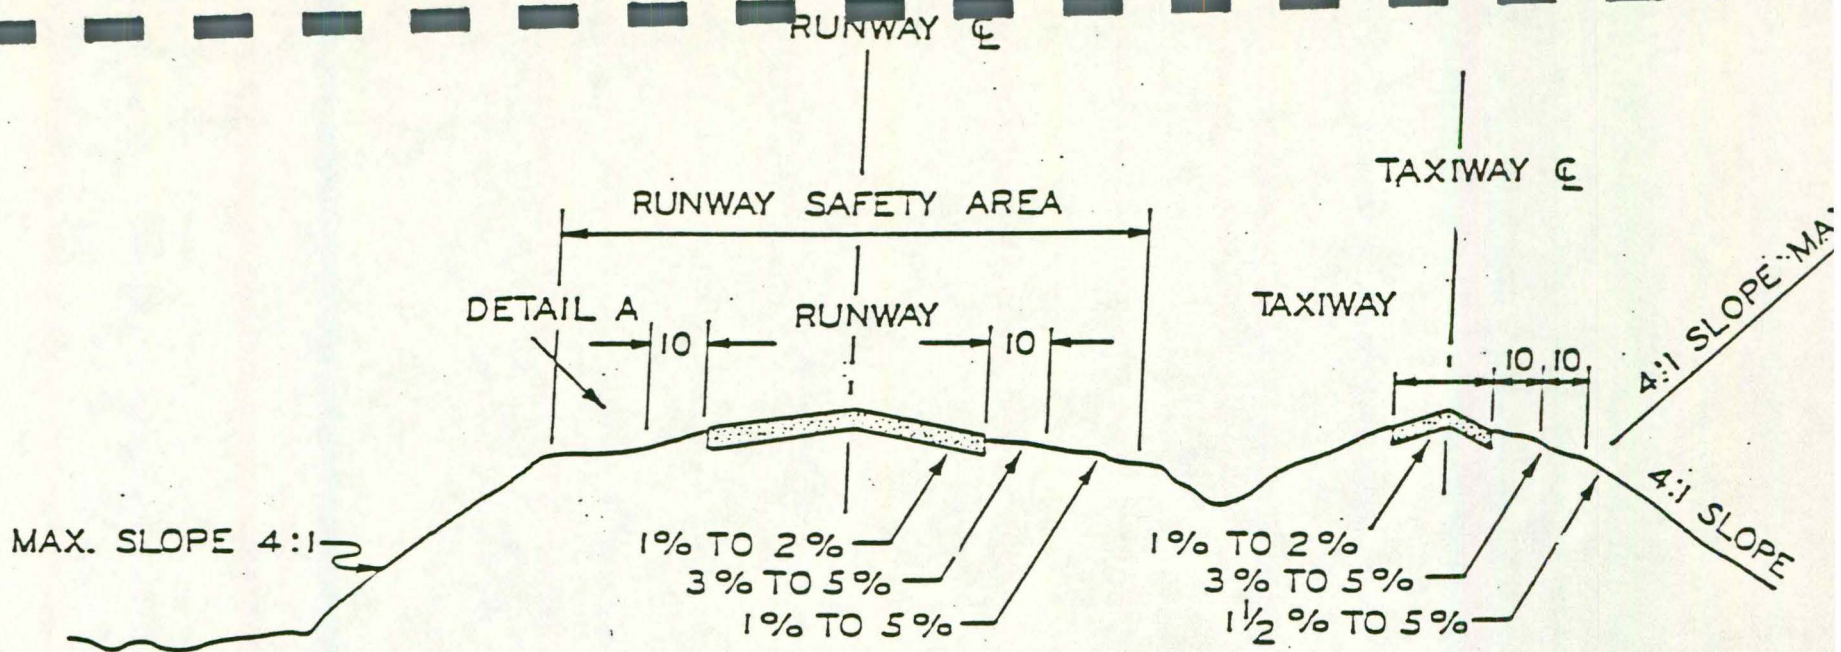 RUNWAY ℄
TAXIWAY ℄
RUNWAY SAFETY AREA
DETAIL A
RUNWAY
TAXIWAY
10
10
10
10
4:1 SLOPE
4:1 SLOPE
MAX. SLOPE 4:1
1% TO 2%
3% TO 5%
1% TO 5%
1% TO 2%
3% TO 5%
1½% TO 5%